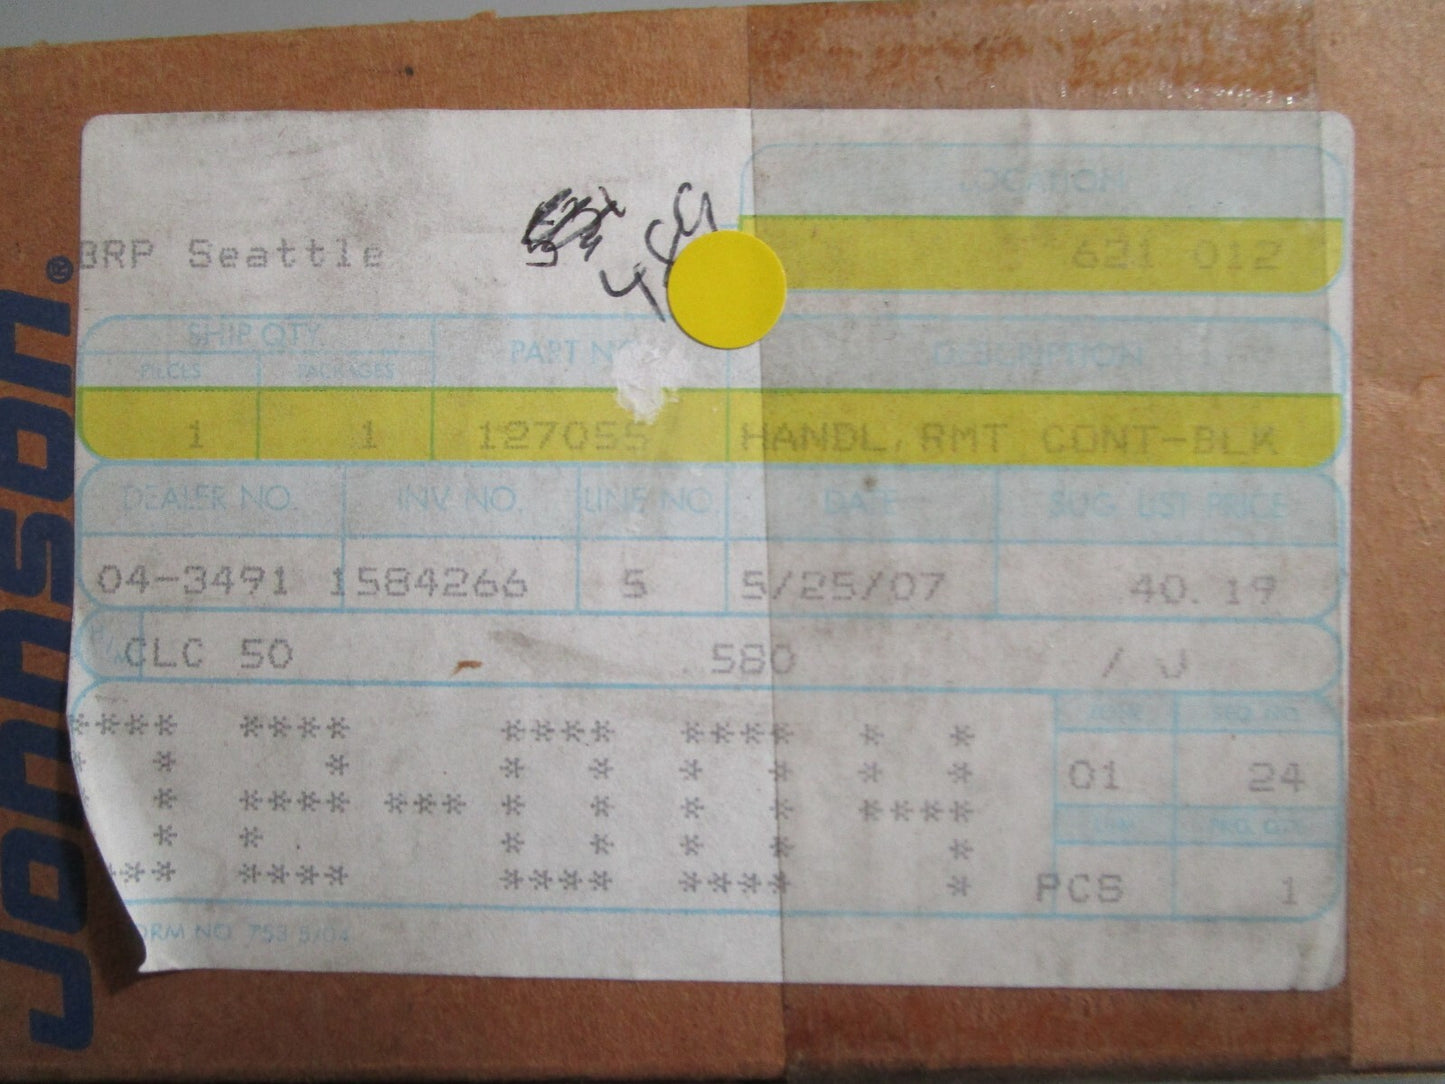 Johnson®
LOCATION
BRP Seattle
621 012
SHIP QTY. PART NO. DESCRIPTION
PIECES PACKAGES
1 1 127055 HANDL, RMT CONT-BLK
DEALER NO. INV. NO. LINE NO. DATE SUG. LIST PRICE
04-3491 1584266 5 5/25/07 40.19
CLC 50 580 / J
01 24
PCS 1
FORM NO. 753 5/04